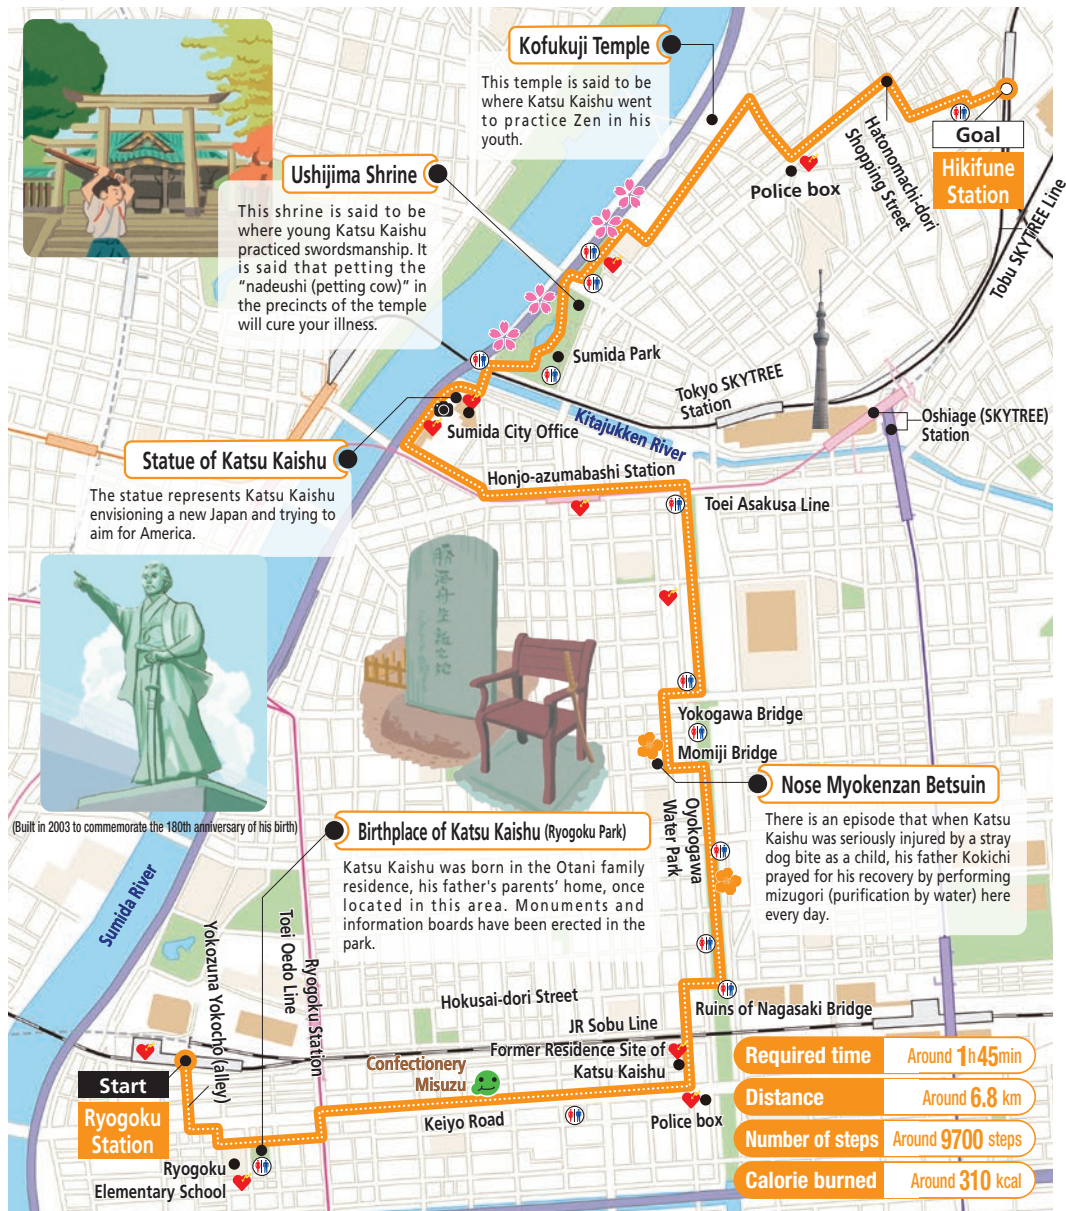 Kofukuji Temple
This temple is said to be
where Katsu Kaishu went
to practice Zen in his
youth.
Ushijima Shrine
This shrine is said to be
where young Katsu Kaishu
practiced swordsmanship. It
is said that petting the
“nadeushi (petting cow)” in
the precincts of the temple
will cure your illness.
Police box
Hatonomachi-dori
Shopping Street
Goal
Hikifune
Station
Tobu SKYTREE Line
Sumida Park
Tokyo SKYTREE
Station
Oshiage (SKYTREE)
Station
Kitajukken River
Sumida City Office
Statue of Katsu Kaishu
The statue represents Katsu Kaishu
envisioning a new Japan and trying to
aim for America.
Honjo-azumabashi Station
Toei Asakusa Line
勝海舟生誕之地
(Built in 2003 to commemorate the 180th anniversary of his birth)
Yokogawa Bridge
Momiji Bridge
Nose Myokenzan Betsuin
There is an episode that when Katsu
Kaishu was seriously injured by a stray
dog bite as a child, his father Kokichi
prayed for his recovery by performing
mizugori (purification by water) here
every day.
Oyokogawa
Water Park
Birthplace of Katsu Kaishu (Ryogoku Park)
Katsu Kaishu was born in the Otani family
residence, his father's parents’ home, once
located in this area. Monuments and
information boards have been erected in the
park.
Sumida River
Yokozuna Yokocho (alley)
Toei Oedo Line
Ryogoku Station
Hokusai-dori Street
Ruins of Nagasaki Bridge
JR Sobu Line
Former Residence Site of
Katsu Kaishu
Confectionery
Misuzu
Keiyo Road
Police box
Start
Ryogoku
Station
Ryogoku
Elementary School
Required time Around 1h45min
Distance Around 6.8 km
Number of steps Around 9700 steps
Calorie burned Around 310 kcal